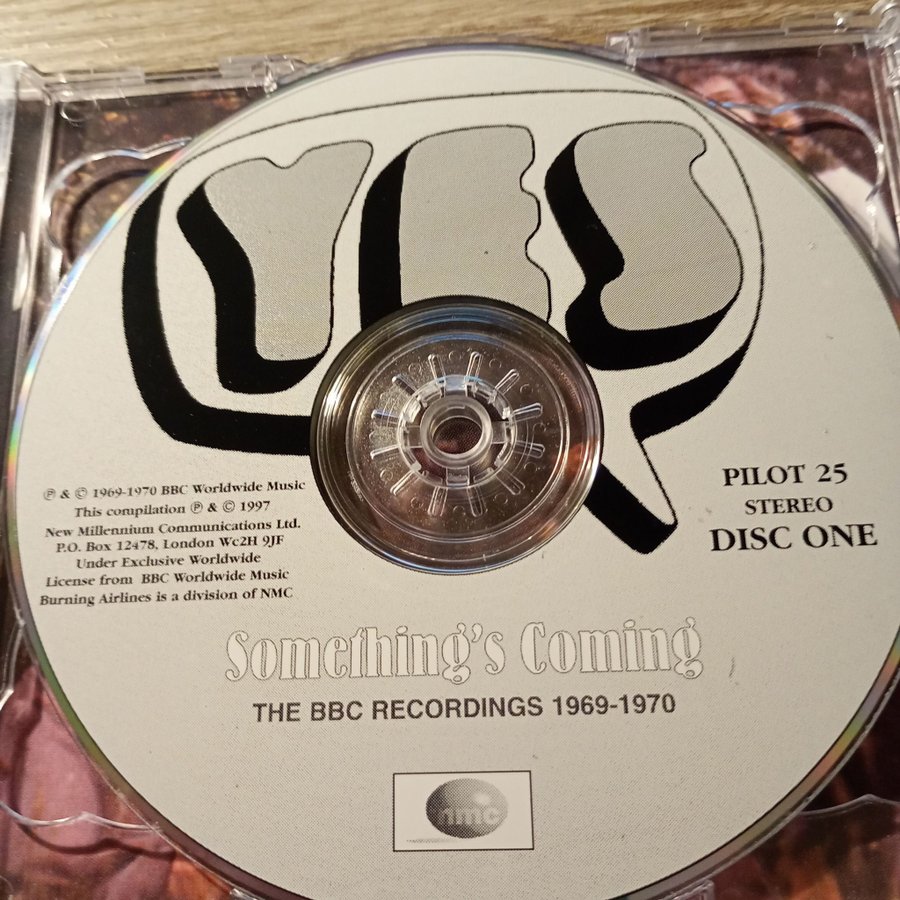 YES
℗ & © 1969-1970 BBC Worldwide Music
This compilation ℗ & © 1997
New Millennium Communications Ltd.
P.O. Box 12478, London Wc2H 9JF
Under Exclusive Worldwide
License from BBC Worldwide Music
Burning Airlines is a division of NMC
PILOT 25
STEREO
DISC ONE
Something's Coming
THE BBC RECORDINGS 1969-1970
nmc